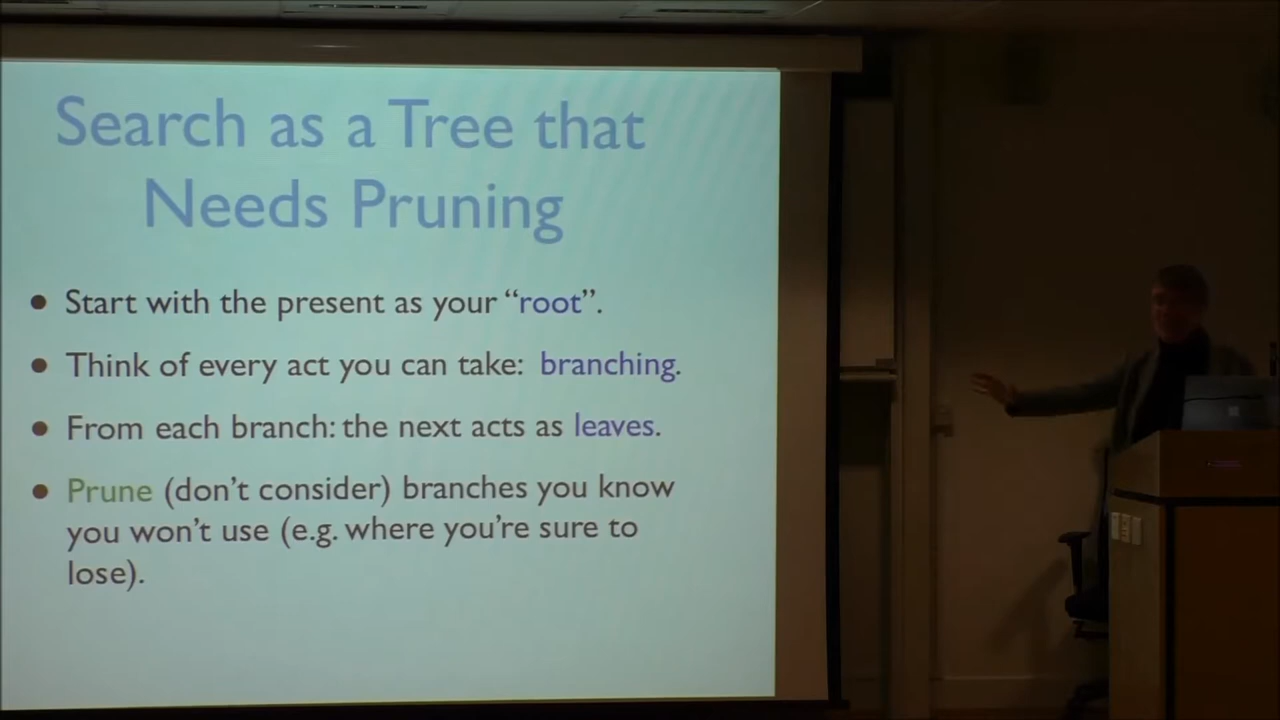 Search as a Tree that
Needs Pruning
• Start with the present as your “root”.
• Think of every act you can take: branching.
• From each branch: the next acts as leaves.
• Prune (don’t consider) branches you know
you won’t use (e.g. where you’re sure to
lose).